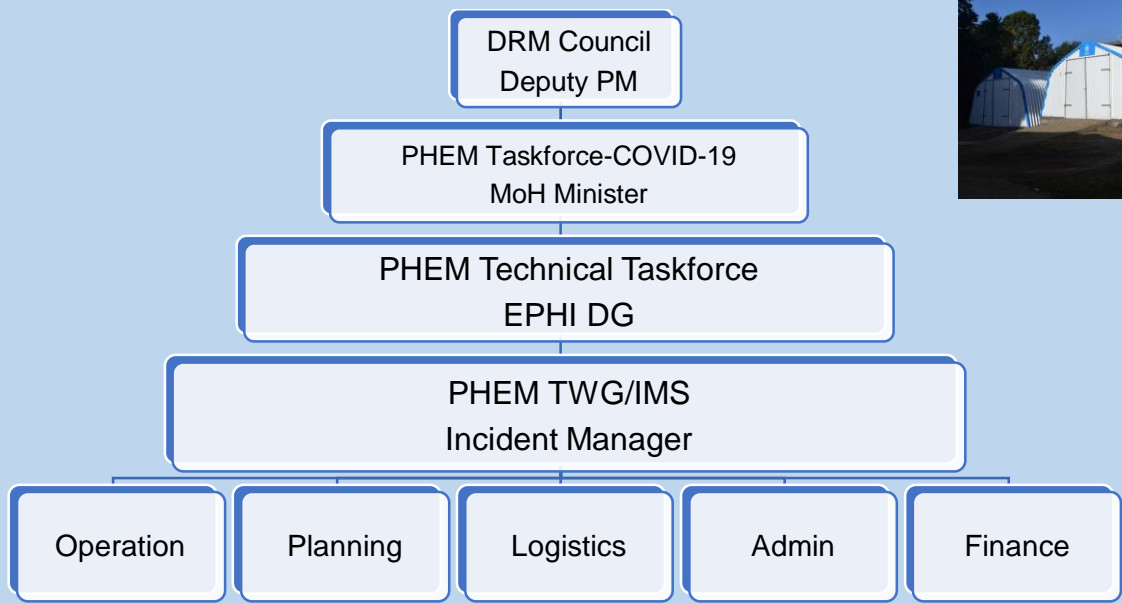 DRM Council
Deputy PM
PHEM Taskforce-COVID-19
MoH Minister
PHEM Technical Taskforce
EPHI DG
PHEM TWG/IMS
Incident Manager
Operation
Planning
Logistics
Admin
Finance